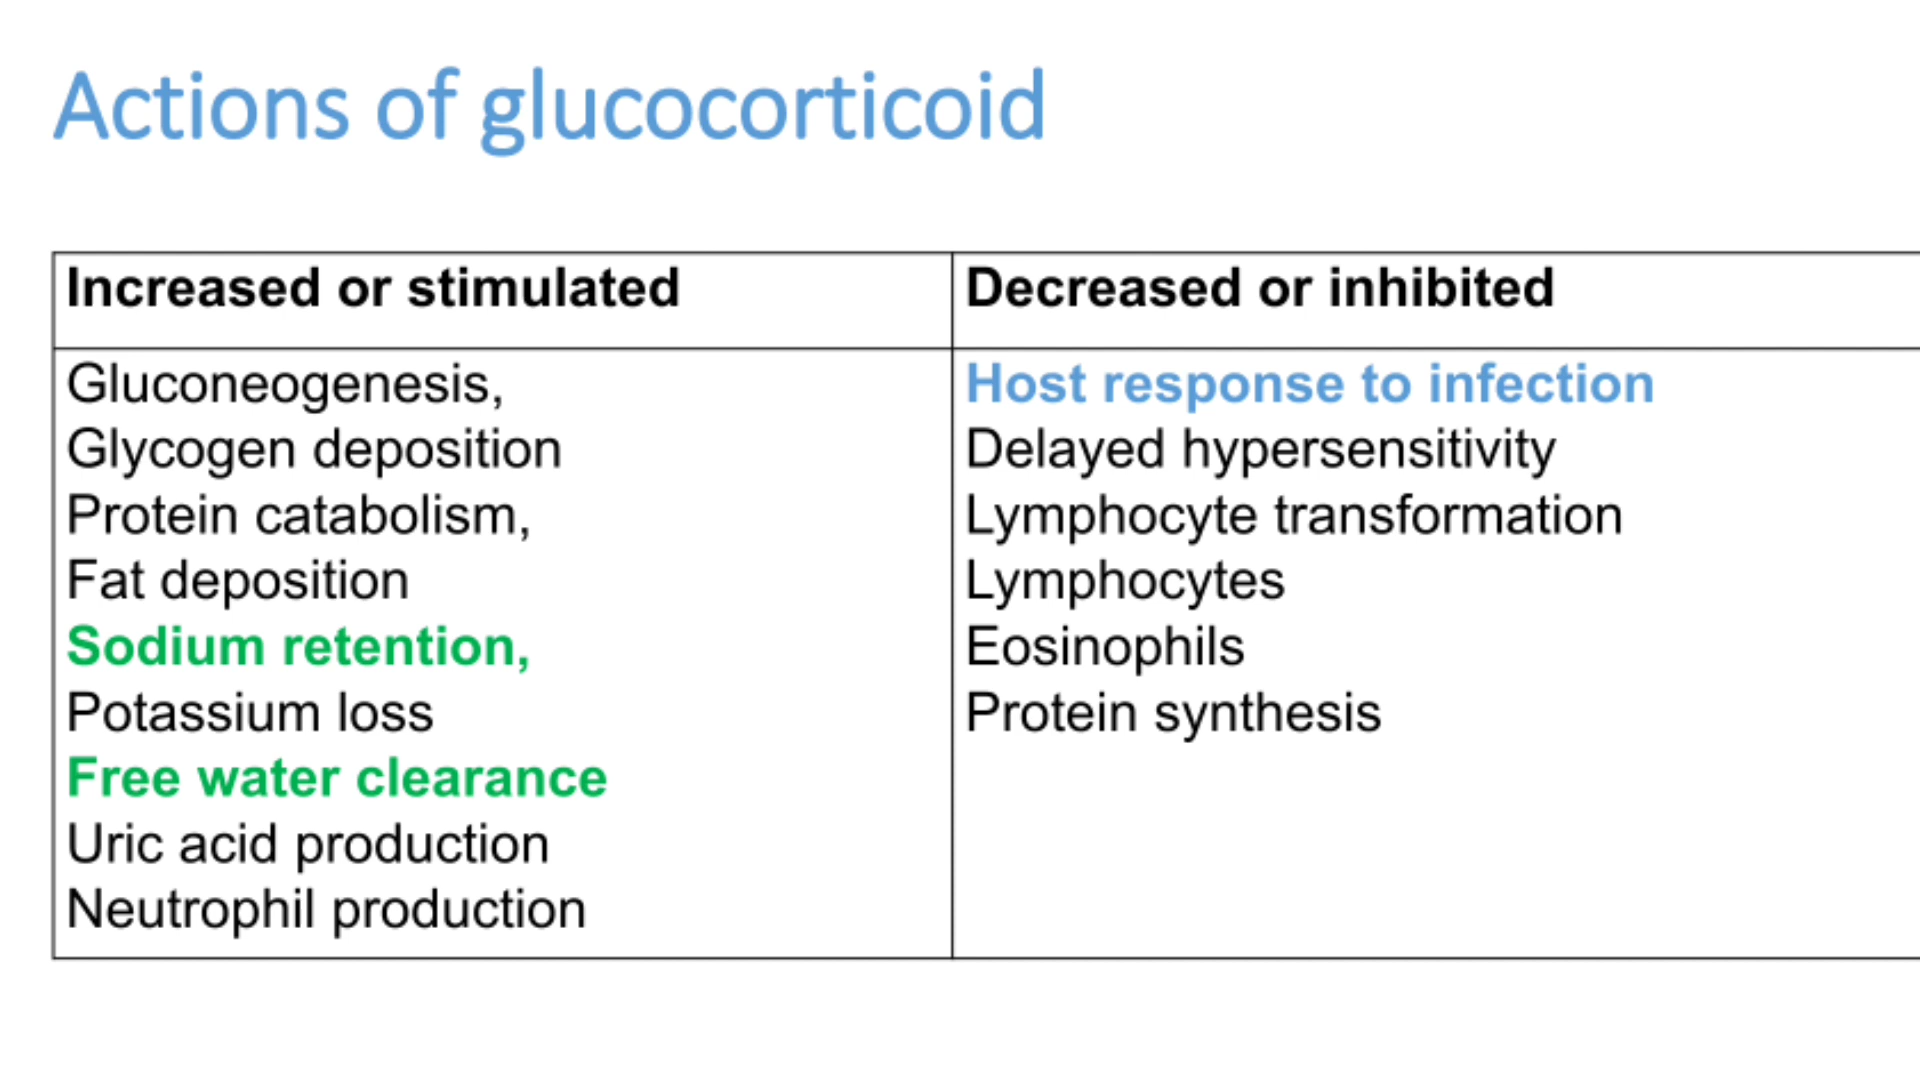 Actions of glucocorticoid
Increased or stimulated
Gluconeogenesis,
Glycogen deposition
Protein catabolism,
Fat deposition
Sodium retention,
Potassium loss
Free water clearance
Uric acid production
Neutrophil production
Decreased or inhibited
Host response to infection
Delayed hypersensitivity
Lymphocyte transformation
Lymphocytes
Eosinophils
Protein synthesis